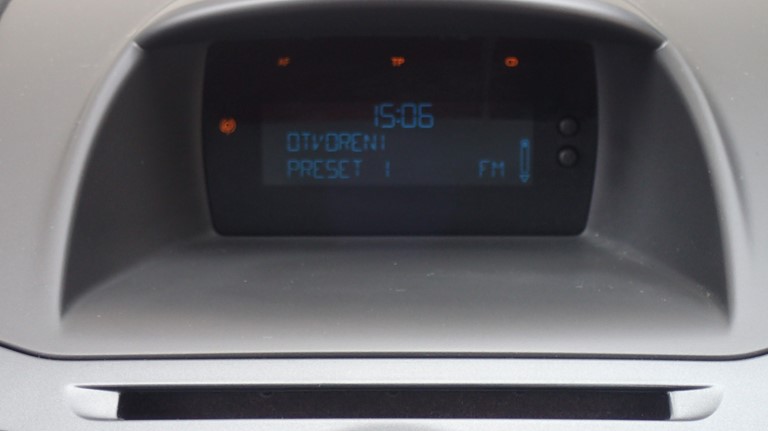 AF TP CD
15:06
OTVORENI
PRESET 1 FM